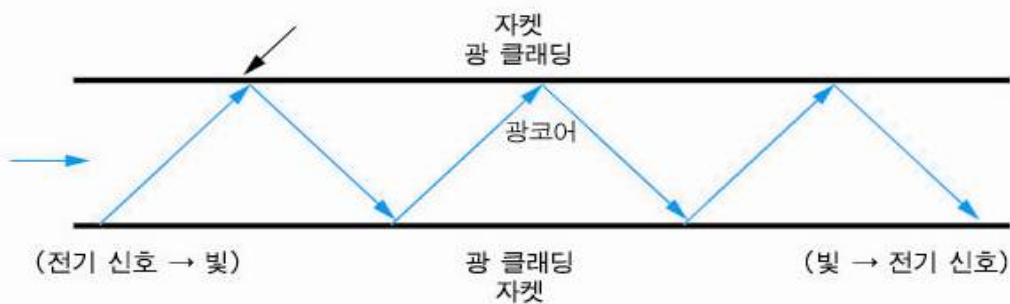 자켓
광 클래딩
광코어
(전기 신호 → 빛)
광 클래딩
자켓
(빛 → 전기 신호)